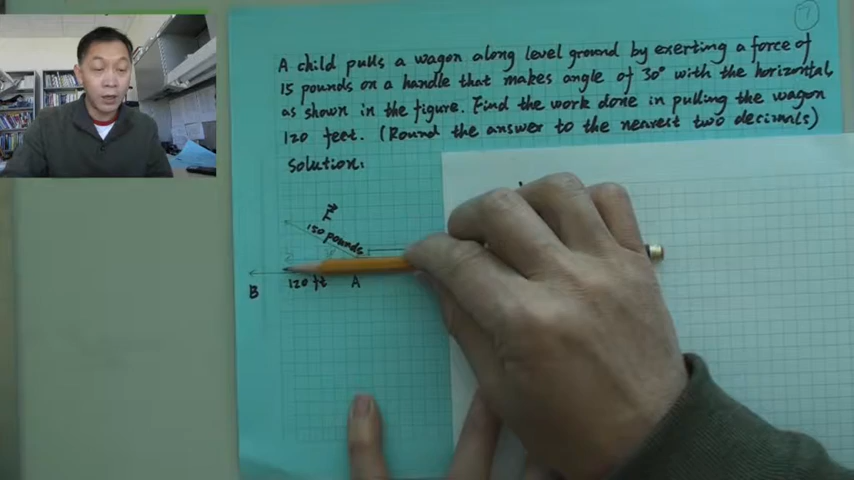 7
A child pulls a wagon along level ground by exerting a force of
15 pounds on a handle that makes angle of 30° with the horizontal,
as shown in the figure. Find the work done in pulling the wagon
120 feet. (Round the answer to the nearest two decimals)
Solution:
F
150 pounds
B 120 ft A